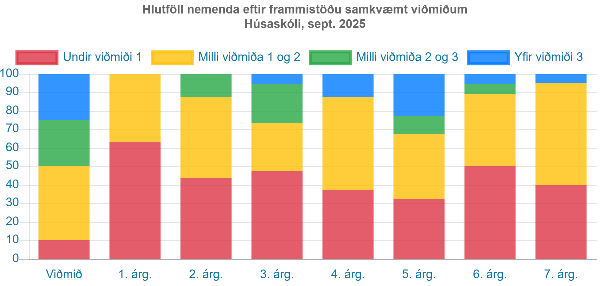 Hlutföll nemenda eftir frammistöðu samkvæmt viðmiðum
Húsaskóli, sept. 2025
Undir viðmiði 1 Milli viðmiða 1 og 2 Milli viðmiða 2 og 3 Yfir viðmiði 3
100
90
80
70
60
50
40
30
20
10
0
Viðmið 1. árg. 2. árg. 3. árg. 4. árg. 5. árg. 6. árg. 7. árg.